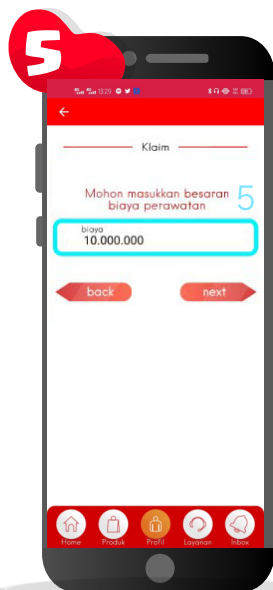 5
13:29
Klaim
Mohon masukkan besaran
biaya perawatan
5
biaya
10.000.000
back
next
Home
Produk
Profil
Layanan
Inbox